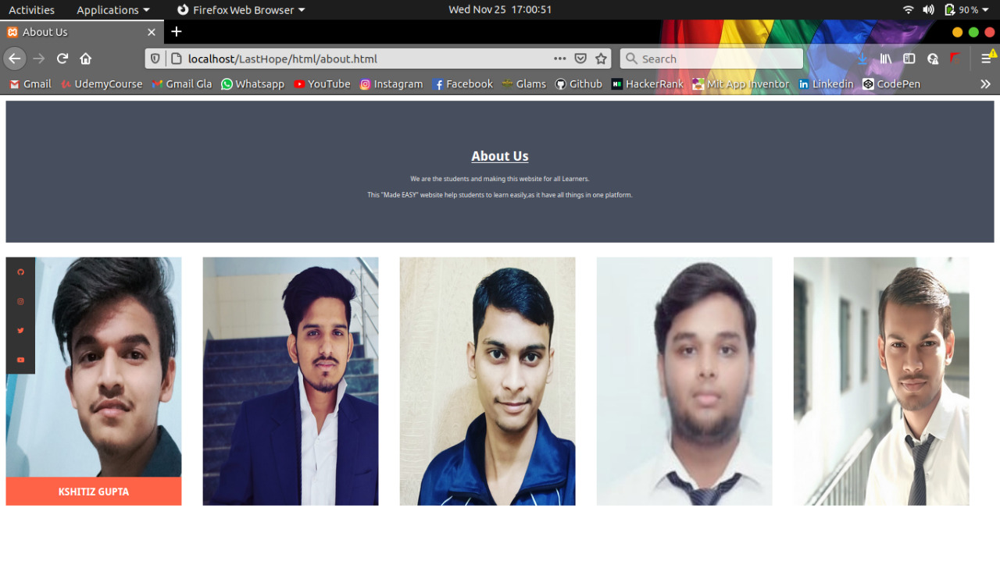 Activities Applications Firefox Web Browser Wed Nov 25 17:00:51 90 %
About Us
localhost/LastHope/html/about.html Search
Gmail UdemyCourse Gmail Gla Whatsapp YouTube Instagram Facebook Glams Github HackerRank Mit App Inventor Linkedin CodePen
About Us
We are the students and making this website for all Learners.
This "Made EASY" website help students to learn easily,as it have all things in one platform.
KSHITIZ GUPTA